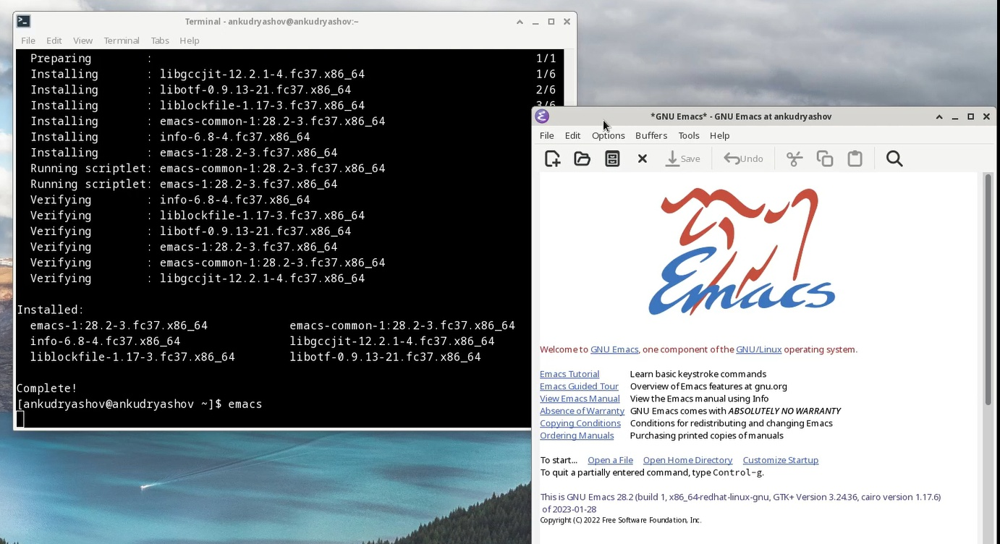 Terminal - ankudryashov@ankudryashov:~
File Edit View Terminal Tabs Help
Preparing : 1/1
Installing : libgccjit-12.2.1-4.fc37.x86_64 1/6
Installing : libotf-0.9.13-21.fc37.x86_64 2/6
Installing : liblockfile-1.17-3.fc37.x86_64 3/6
Installing : emacs-common-1:28.2-3.fc37.x86_64
Installing : info-6.8-4.fc37.x86_64
Installing : emacs-1:28.2-3.fc37.x86_64
Running scriptlet: emacs-common-1:28.2-3.fc37.x86_64
Running scriptlet: emacs-1:28.2-3.fc37.x86_64
Verifying : info-6.8-4.fc37.x86_64
Verifying : liblockfile-1.17-3.fc37.x86_64
Verifying : libotf-0.9.13-21.fc37.x86_64
Verifying : emacs-1:28.2-3.fc37.x86_64
Verifying : emacs-common-1:28.2-3.fc37.x86_64
Verifying : libgccjit-12.2.1-4.fc37.x86_64
Installed:
emacs-1:28.2-3.fc37.x86_64 emacs-common-1:28.2-3.fc37.x86_64
info-6.8-4.fc37.x86_64 libgccjit-12.2.1-4.fc37.x86_64
liblockfile-1.17-3.fc37.x86_64 libotf-0.9.13-21.fc37.x86_64
Complete!
[ankudryashov@ankudryashov ~]$ emacs
*GNU Emacs* - GNU Emacs at ankudryashov
File Edit Options Buffers Tools Help
Save Undo
Emacs
Welcome to GNU Emacs, one component of the GNU/Linux operating system.
Emacs Tutorial Learn basic keystroke commands
Emacs Guided Tour Overview of Emacs features at gnu.org
View Emacs Manual View the Emacs manual using Info
Absence of Warranty GNU Emacs comes with ABSOLUTELY NO WARRANTY
Copying Conditions Conditions for redistributing and changing Emacs
Ordering Manuals Purchasing printed copies of manuals
To start... Open a File Open Home Directory Customize Startup
To quit a partially entered command, type Control-g.
This is GNU Emacs 28.2 (build 1, x86_64-redhat-linux-gnu, GTK+ Version 3.24.36, cairo version 1.17.6)
of 2023-01-28
Copyright (C) 2022 Free Software Foundation, Inc.